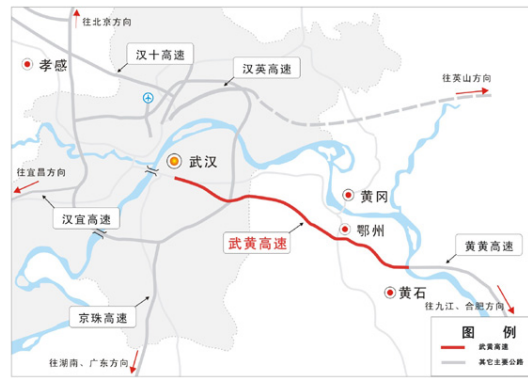 往北京方向
汉十高速
孝感
汉英高速
往英山方向
武汉
往宜昌方向
黄冈
汉宜高速
鄂州
武黄高速
黄黄高速
黄石
京珠高速
往九江、合肥方向
图 例
武黄高速
其它主要公路
往湖南、广东方向